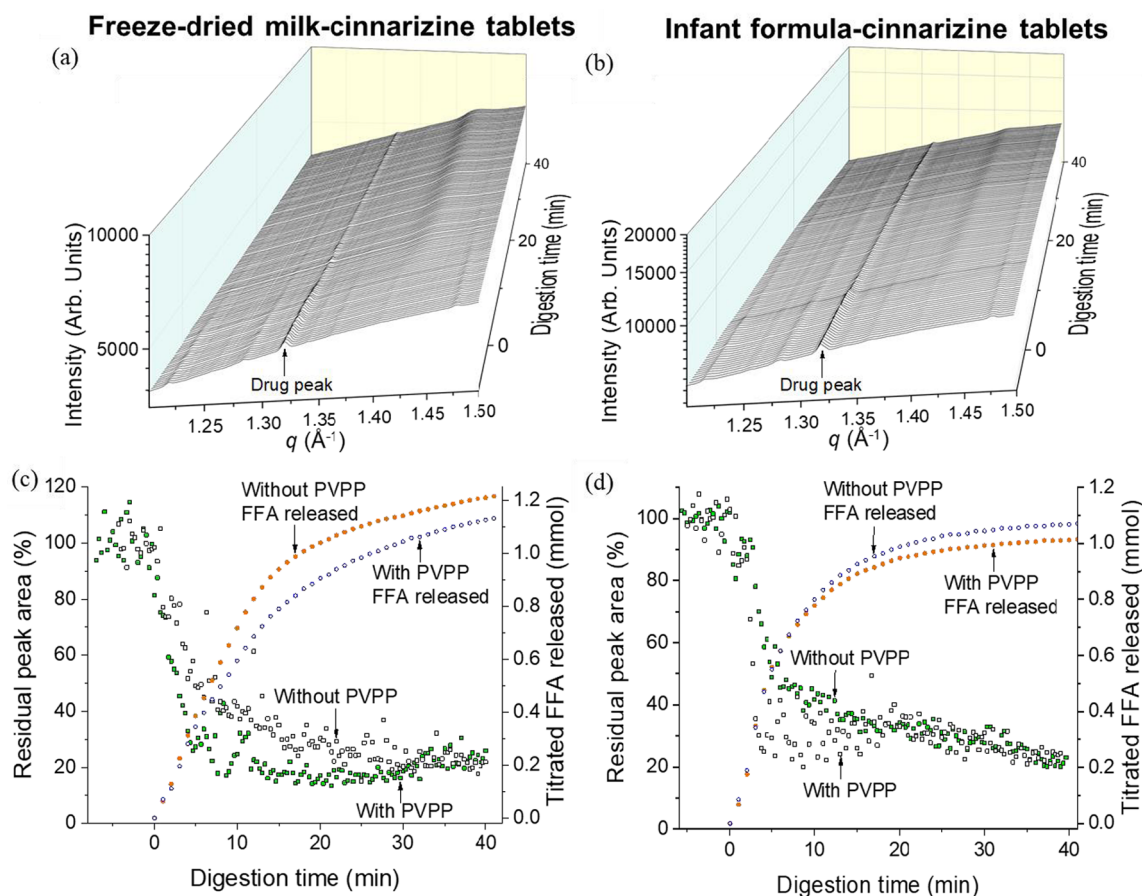 Freeze-dried milk-cinnarizine tablets
Infant formula-cinnarizine tablets
(a)
(b)
Intensity (Arb. Units)
10000
5000
Drug peak
1.25
1.30
1.35
1.40
1.45
1.50
q (Å-1)
0
20
40
Digestion time (min)
Intensity (Arb. Units)
20000
15000
10000
Drug peak
1.25
1.30
1.35
1.40
1.45
1.50
q (Å-1)
0
20
40
Digestion time (min)
(c)
Residual peak area (%)
120
100
80
60
40
20
0
Without PVPP
FFA released
With PVPP
FFA released
Without PVPP
With PVPP
1.2
1.0
0.8
0.6
0.4
0.2
0.0
Titrated FFA released (mmol)
0
10
20
30
40
Digestion time (min)
(d)
Residual peak area (%)
100
80
60
40
20
0
Without PVPP
FFA released
With PVPP
FFA released
Without PVPP
With PVPP
1.2
1.0
0.8
0.6
0.4
0.2
0.0
Titrated FFA released (mmol)
0
10
20
30
40
Digestion time (min)